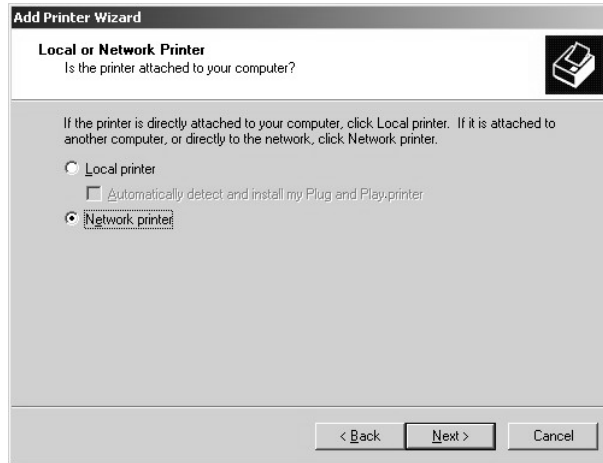 Add Printer Wizard
Local or Network Printer
Is the printer attached to your computer?
If the printer is directly attached to your computer, click Local printer. If it is attached to
another computer, or directly to the network, click Network printer.
Local printer
Automatically detect and install my Plug and Play printer
Network printer
< Back
Next >
Cancel